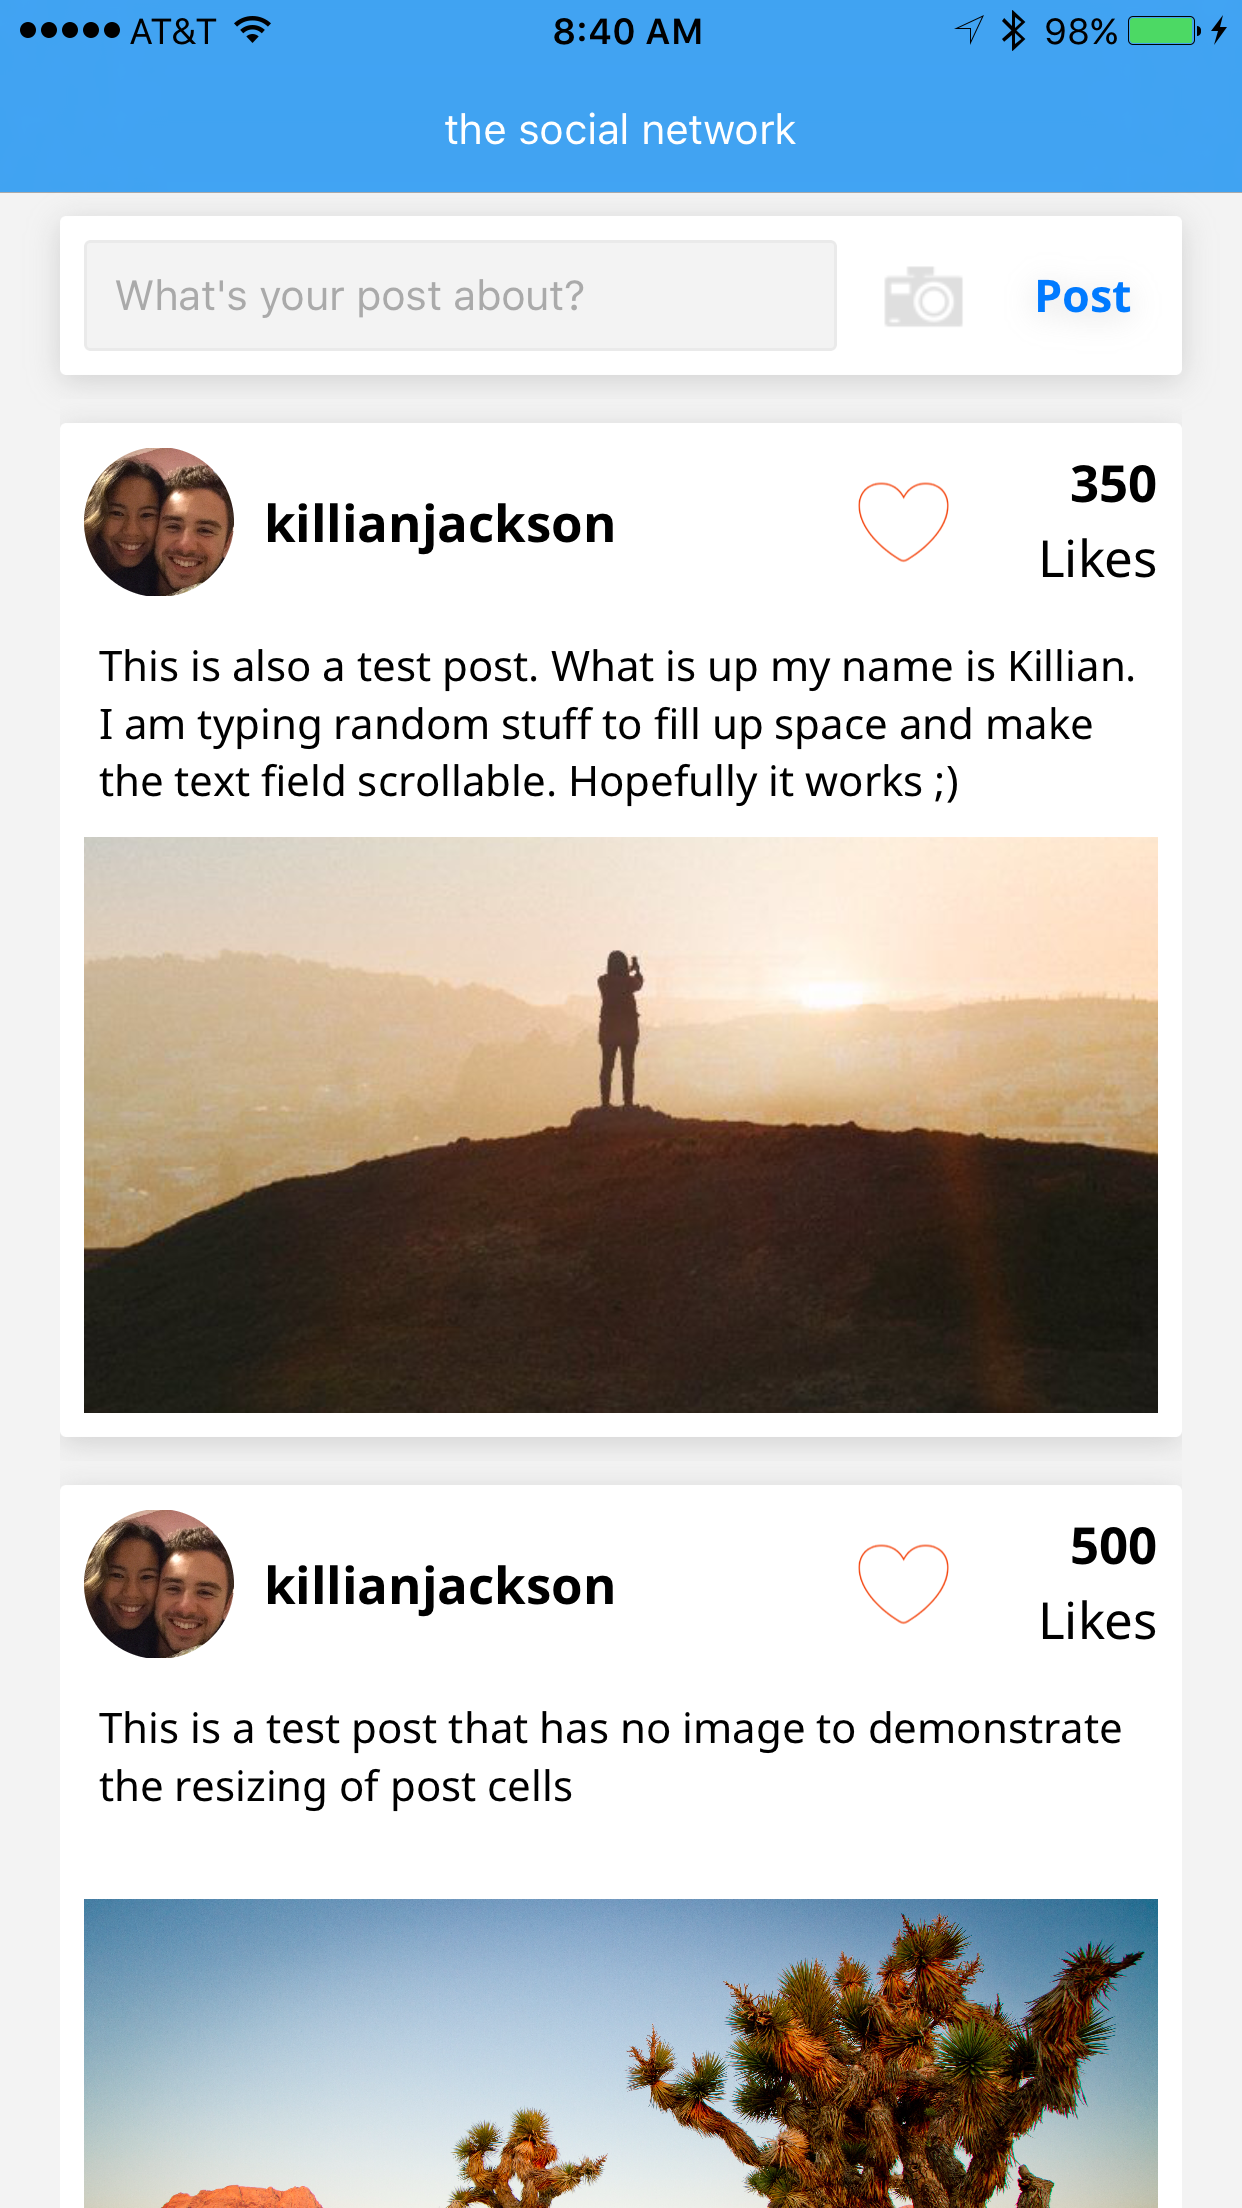 AT&T 8:40 AM 98%
the social network
What's your post about? Post
killianjackson
350
Likes
This is also a test post. What is up my name is Killian.
I am typing random stuff to fill up space and make
the text field scrollable. Hopefully it works ;)
killianjackson
500
Likes
This is a test post that has no image to demonstrate
the resizing of post cells